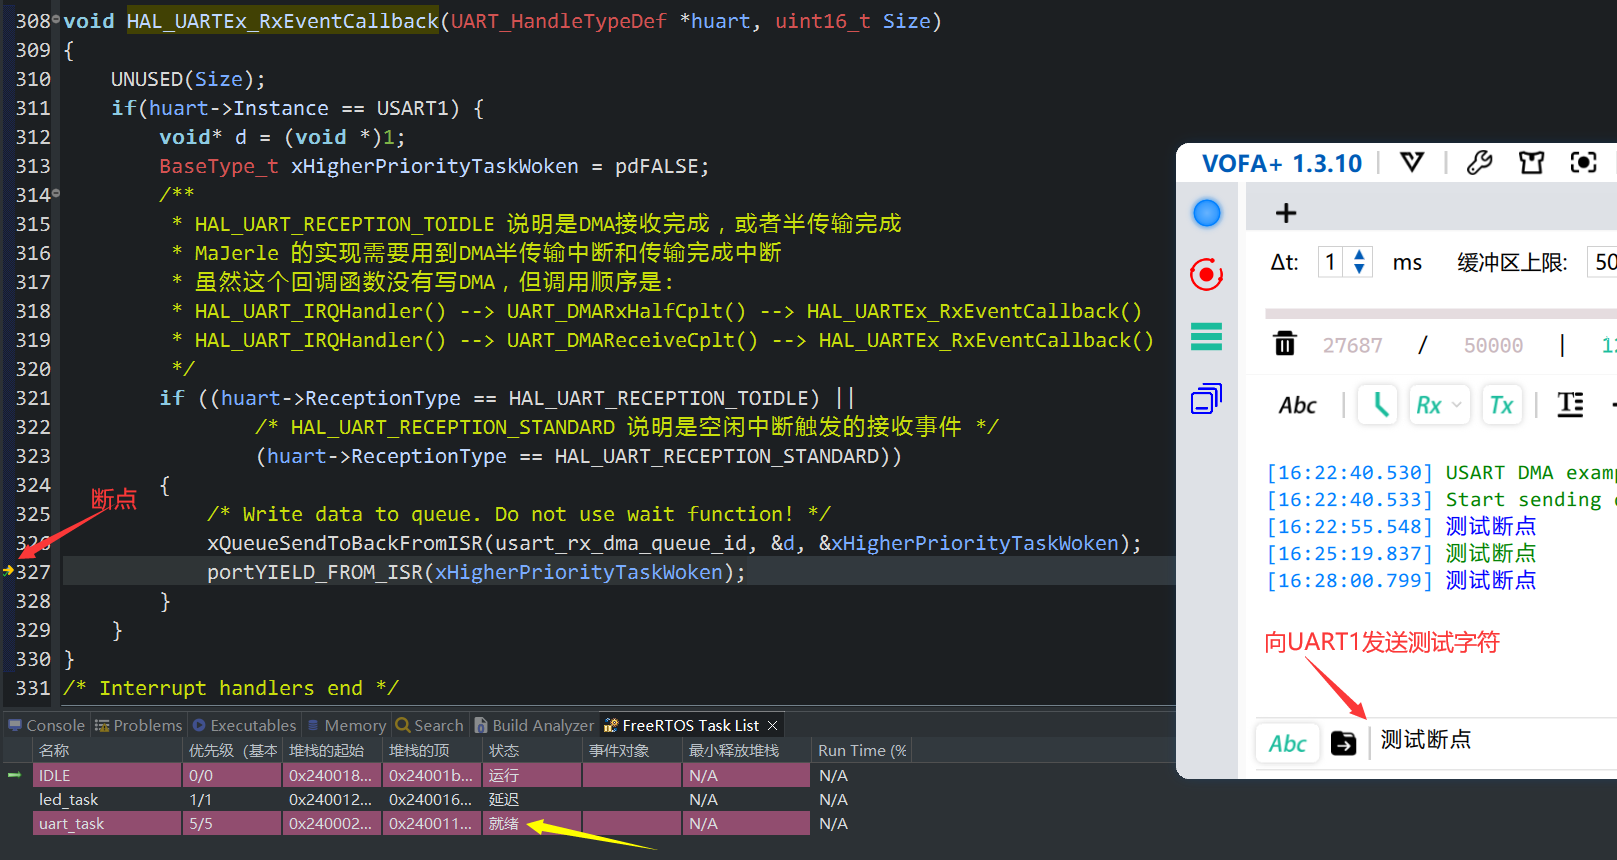 308 void HAL_UARTEx_RxEventCallback(UART_HandleTypeDef *huart, uint16_t Size)
309 {
310 UNUSED(Size);
311 if(huart->Instance == USART1) {
312 void* d = (void *)1;
313 BaseType_t xHigherPriorityTaskWoken = pdFALSE;
314 /**
315 * HAL_UART_RECEPTION_TOIDLE 说明是DMA接收完成，或者半传输完成
316 * MaJerle 的实现需要用到DMA半传输中断和传输完成中断
317 * 虽然这个回调函数没有写DMA，但调用顺序是:
318 * HAL_UART_IRQHandler() --> UART_DMARxHalfCplt() --> HAL_UARTEx_RxEventCallback()
319 * HAL_UART_IRQHandler() --> UART_DMAReceiveCplt() --> HAL_UARTEx_RxEventCallback()
320 */
321 if ((huart->ReceptionType == HAL_UART_RECEPTION_TOIDLE) ||
322 /* HAL_UART_RECEPTION_STANDARD 说明是空闲中断触发的接收事件 */
323 (huart->ReceptionType == HAL_UART_RECEPTION_STANDARD))
324 {
断点
325 /* Write data to queue. Do not use wait function! */
326 xQueueSendToBackFromISR(usart_rx_dma_queue_id, &d, &xHigherPriorityTaskWoken);
327 portYIELD_FROM_ISR(xHigherPriorityTaskWoken);
328 }
329 }
330 }
331 /* Interrupt handlers end */
Console Problems Executables Memory Search Build Analyzer FreeRTOS Task List
名称 优先级（基本 堆栈的起始 堆栈的顶 状态 事件对象 最小释放堆栈 Run Time (%
IDLE 0/0 0x240018... 0x24001b... 运行 N/A N/A
led_task 1/1 0x240012... 0x240016... 延迟 N/A N/A
uart_task 5/5 0x240002... 0x240011... 就绪 N/A N/A
VOFA+ 1.3.10 |
+
Δt: 1 ms 缓冲区上限: 50
27687 / 50000 |
Abc | Rx Tx |
[16:22:40.530] USART DMA exam
[16:22:40.533] Start sending
[16:22:55.548] 测试断点
[16:25:19.837] 测试断点
[16:28:00.799] 测试断点
向UART1发送测试字符
Abc 测试断点